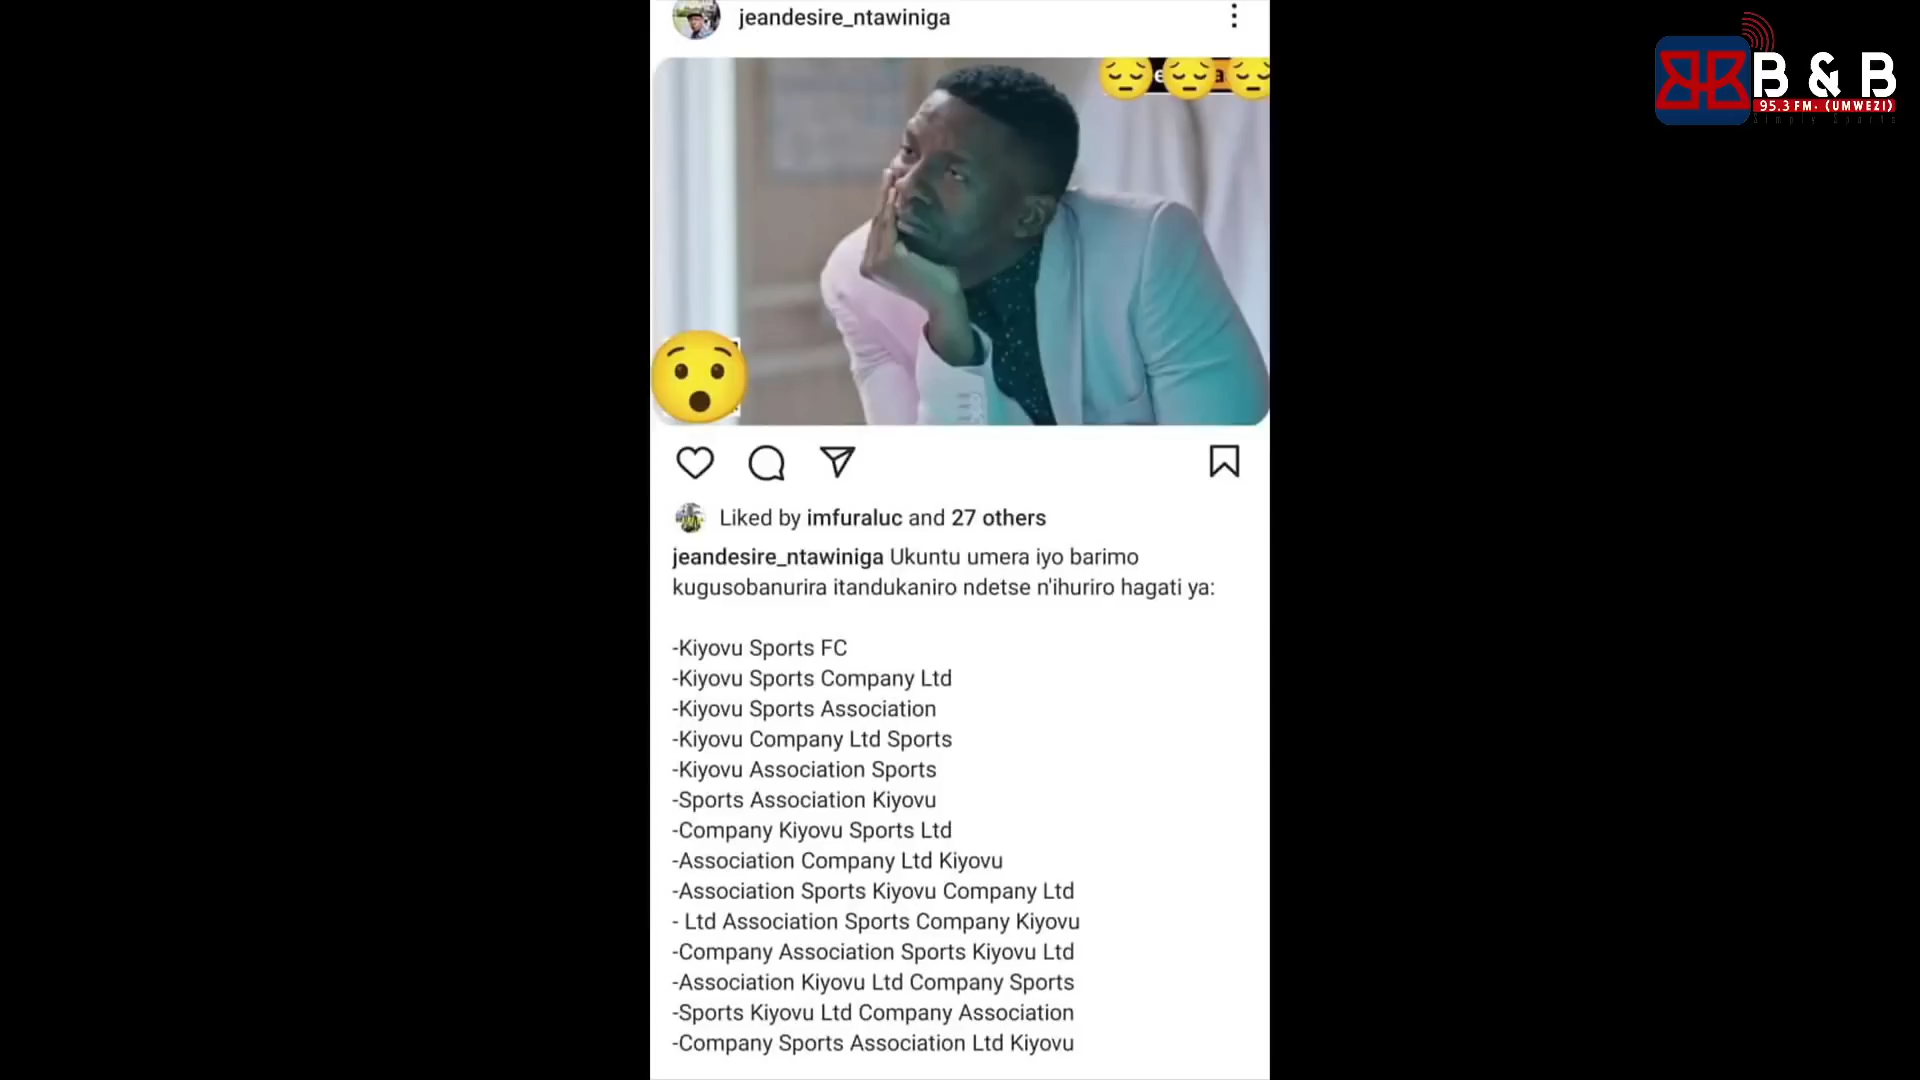 jeandesire_ntawiniga
B & B
95.3 FM. (UMWEZI)
Simply Sports
Liked by imfuraluc and 27 others
jeandesire_ntawiniga Ukuntu umera iyo barimo
kugusobanurira itandukaniro ndetse n'ihuriro hagati ya:
-Kiyovu Sports FC
-Kiyovu Sports Company Ltd
-Kiyovu Sports Association
-Kiyovu Company Ltd Sports
-Kiyovu Association Sports
-Sports Association Kiyovu
-Company Kiyovu Sports Ltd
-Association Company Ltd Kiyovu
-Association Sports Kiyovu Company Ltd
- Ltd Association Sports Company Kiyovu
-Company Association Sports Kiyovu Ltd
-Association Kiyovu Ltd Company Sports
-Sports Kiyovu Ltd Company Association
-Company Sports Association Ltd Kiyovu